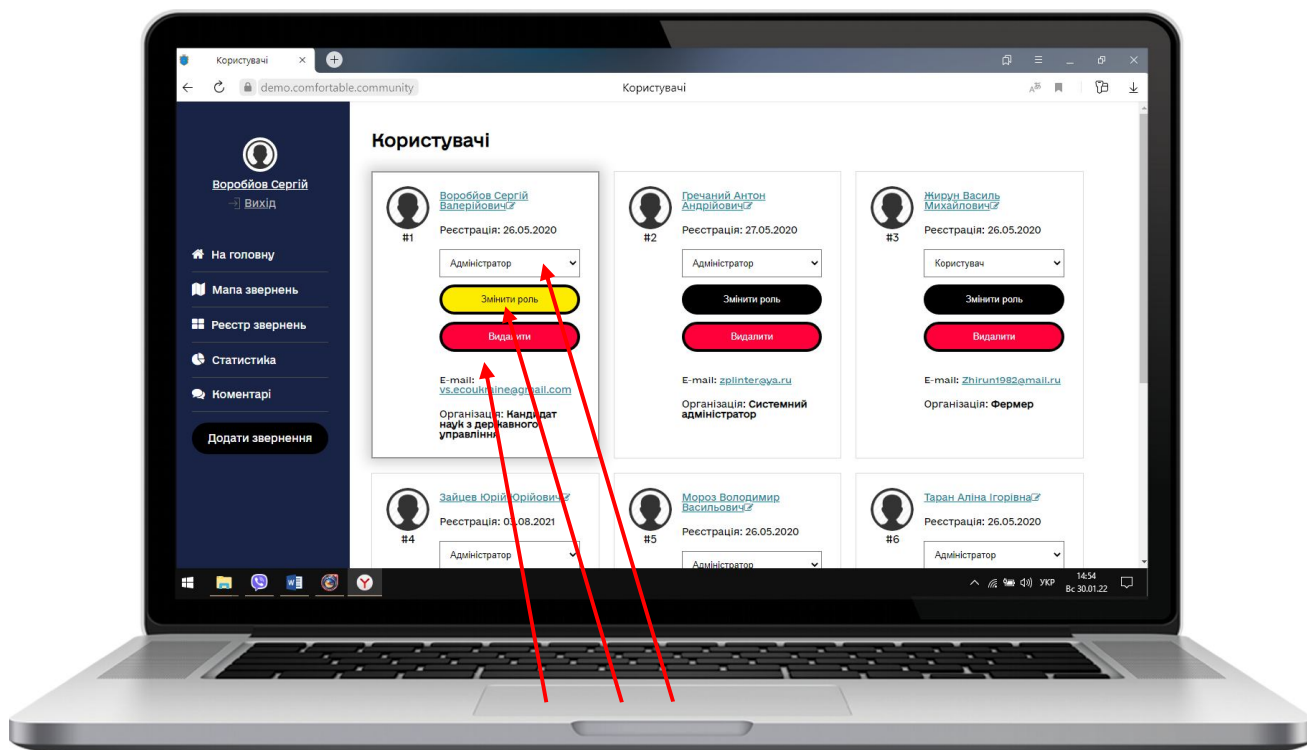 Користувачі
demo.comfortable.community
Користувачі
Воробйов Сергій
Вихід
На головну
Мапа звернень
Реєстр звернень
Статистика
Коментарі
Додати звернення
Користувачі
#1
Воробйов Сергій
Валерійович
Реєстрація: 26.05.2020
Адміністратор
Змінити роль
Видалити
E-mail:
vs.ecoukraine@gmail.com
Організація: Кандидат
наук з державного
управління
#2
Гречаний Антон
Андрійович
Реєстрація: 27.05.2020
Адміністратор
Змінити роль
Видалити
E-mail: zplinter@ya.ru
Організація: Системний
адміністратор
#3
Жирун Василь
Михайлович
Реєстрація: 26.05.2020
Користувач
Змінити роль
Видалити
E-mail: Zhirun1982@mail.ru
Організація: Фермер
#4
Зайцев Юрій Юрійович
Реєстрація: 03.08.2021
Адміністратор
#5
Мороз Володимир
Васильович
Реєстрація: 26.05.2020
Адміністратор
#6
Таран Аліна Ігорівна
Реєстрація: 26.05.2020
Адміністратор
УКР
14:54
Вс 30.01.22